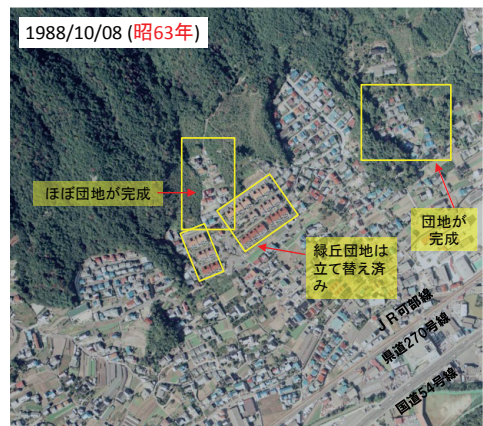 1988/10/08 (昭63年)
ほぼ団地が完成
団地が
完成
緑丘団地は
立て替え済
み
ＪＲ可部線
県道270号線
国道54号線